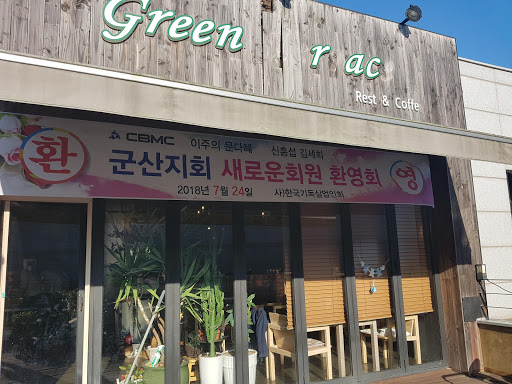 Green r ac
Rest & Coffe
CBMC 이주의 문다혜 신흥섭 김세희
환 군산지회 새로운회원 환영회 영
2018년 7월 24일 사)한국기독실업인회